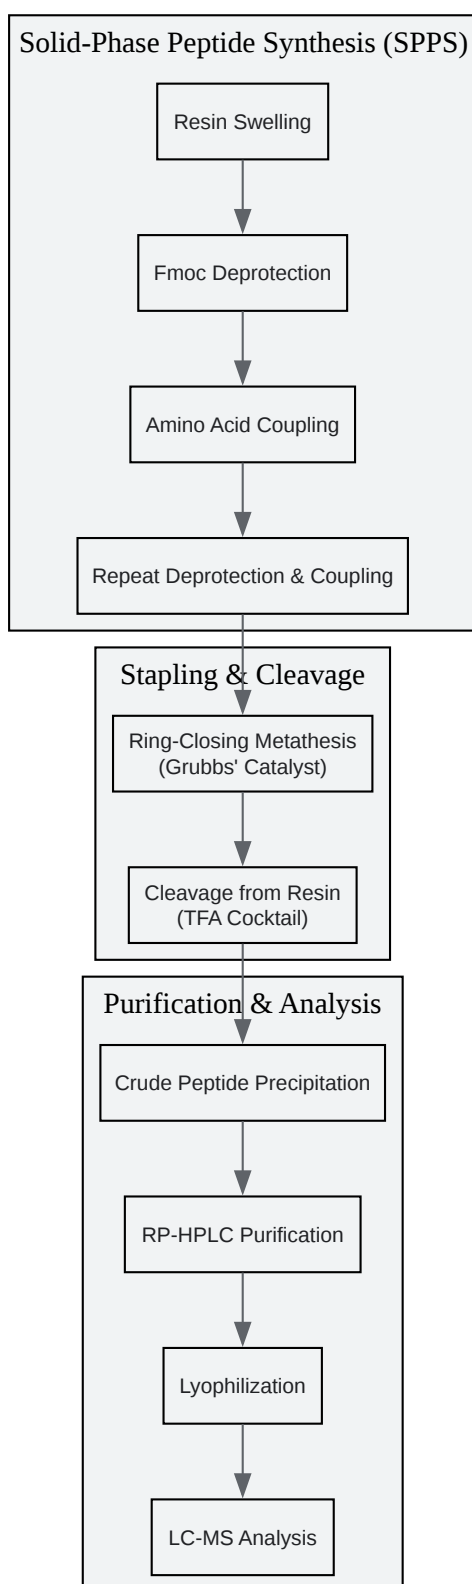 Solid-Phase Peptide Synthesis (SPPS)
Resin Swelling
Fmoc Deprotection
Amino Acid Coupling
Repeat Deprotection & Coupling
Stapling & Cleavage
Ring-Closing Metathesis
(Grubbs' Catalyst)
Cleavage from Resin
(TFA Cocktail)
Purification & Analysis
Crude Peptide Precipitation
RP-HPLC Purification
Lyophilization
LC-MS Analysis